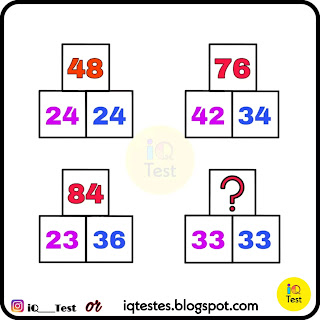 48
76
24 24
42 34
iQ
Test
84
?
23 36
33 33
iQ
Test
iQ___Test or iqtestes.blogspot.com